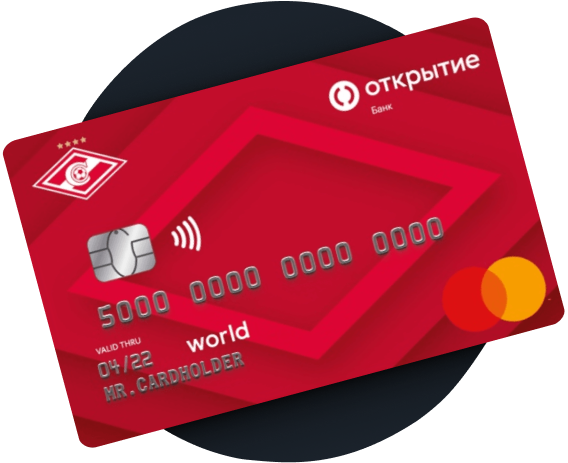 открытие
Банк
5000 0000 0000 0000
VALID THRU
04/22
world
MR.CARDHOLDER